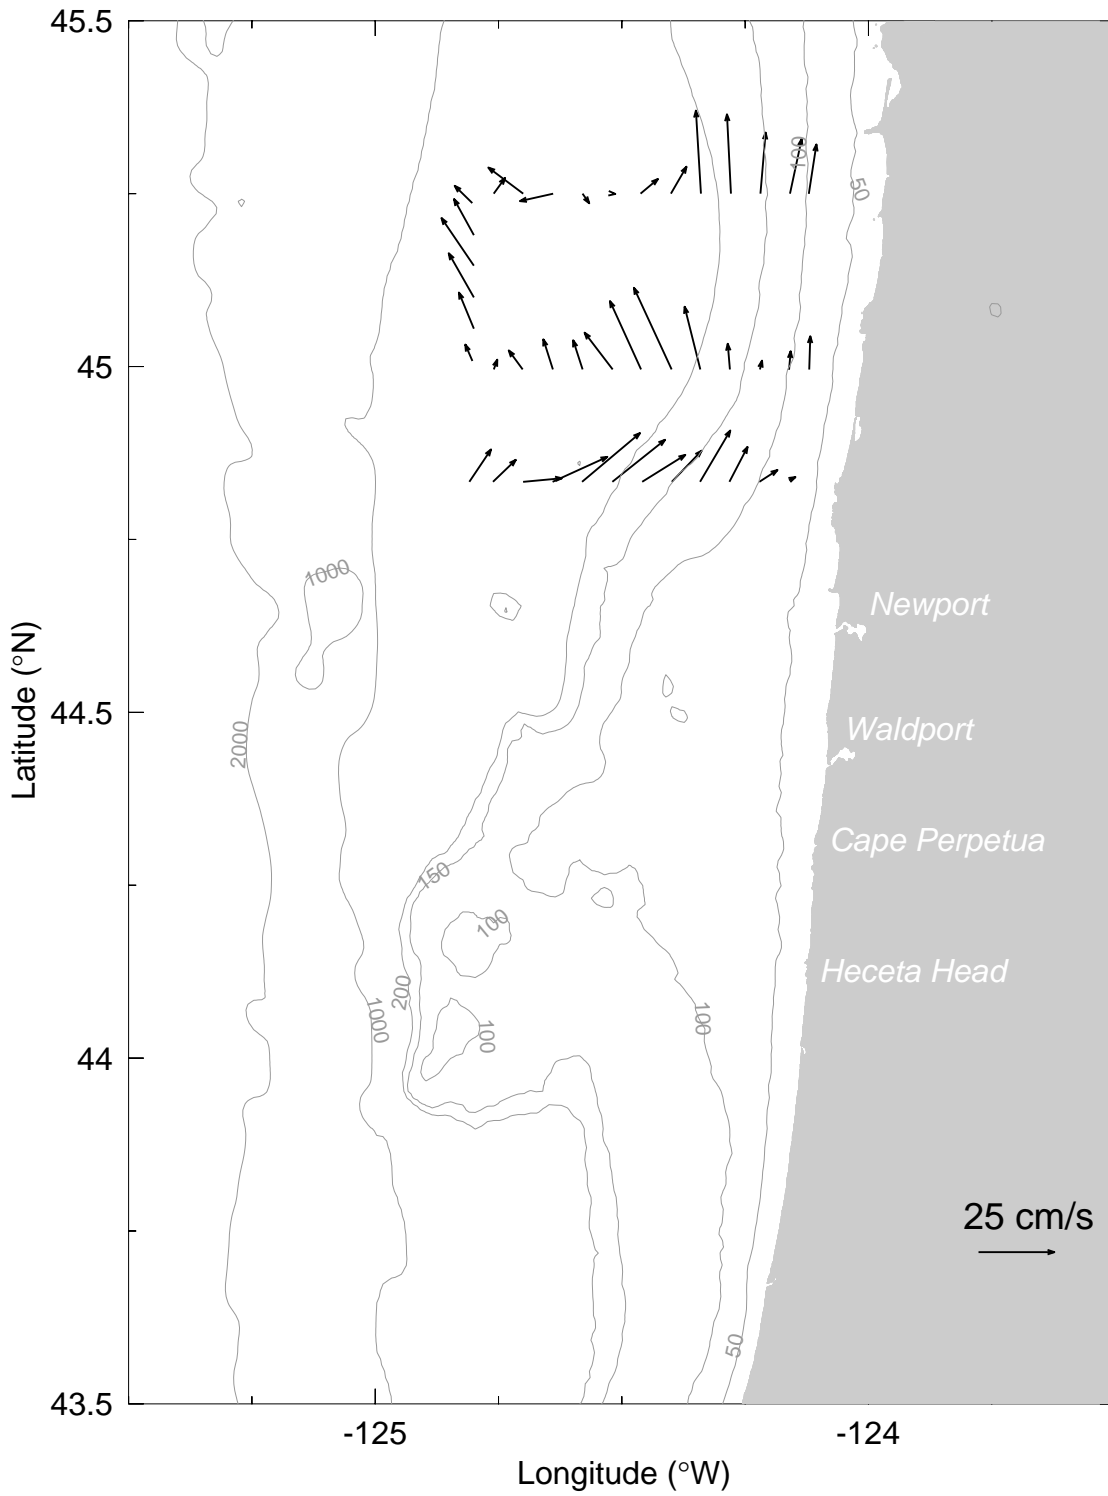 45.5
100
50
45
1000
Newport
Latitude (°N)
2000
44.5
Waldport
Cape Perpetua
150
100
Heceta Head
200
1000
100
100
44
25 cm/s
50
43.5
-125
-124
Longitude (°W)